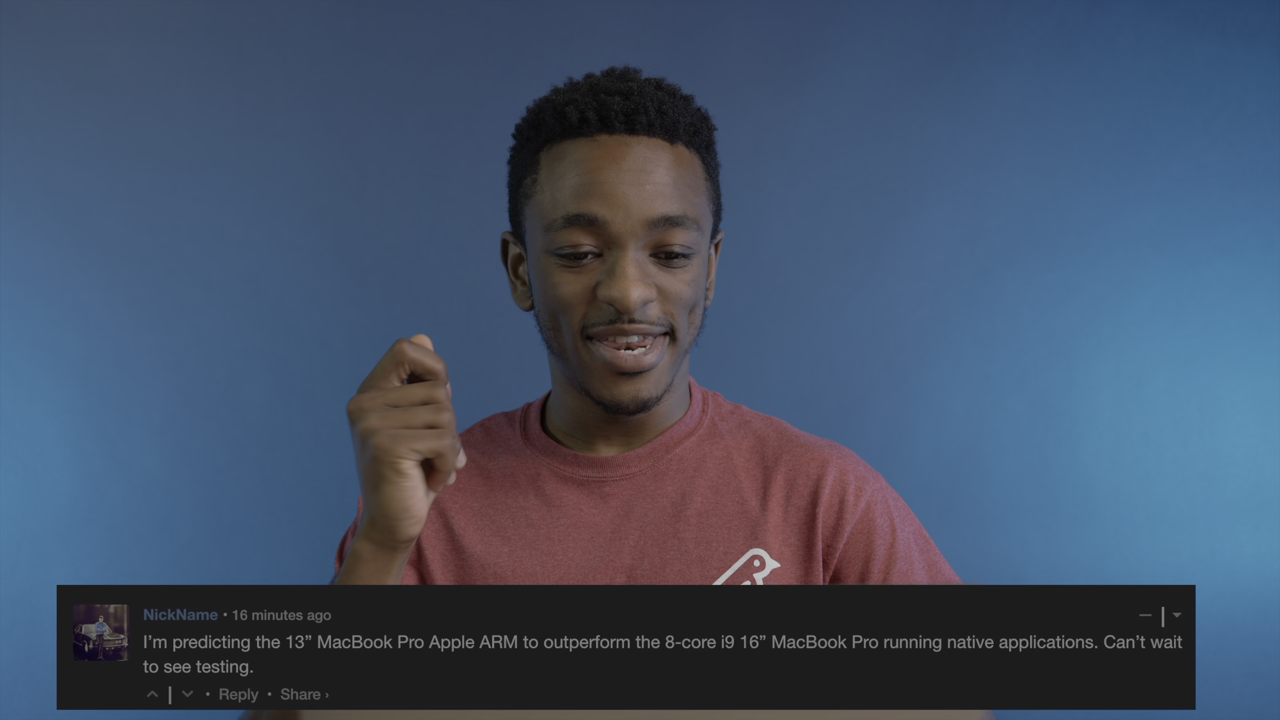 NickName • 16 minutes ago
I’m predicting the 13” MacBook Pro Apple ARM to outperform the 8-core i9 16” MacBook Pro running native applications. Can’t wait
to see testing.
• Reply • Share ›